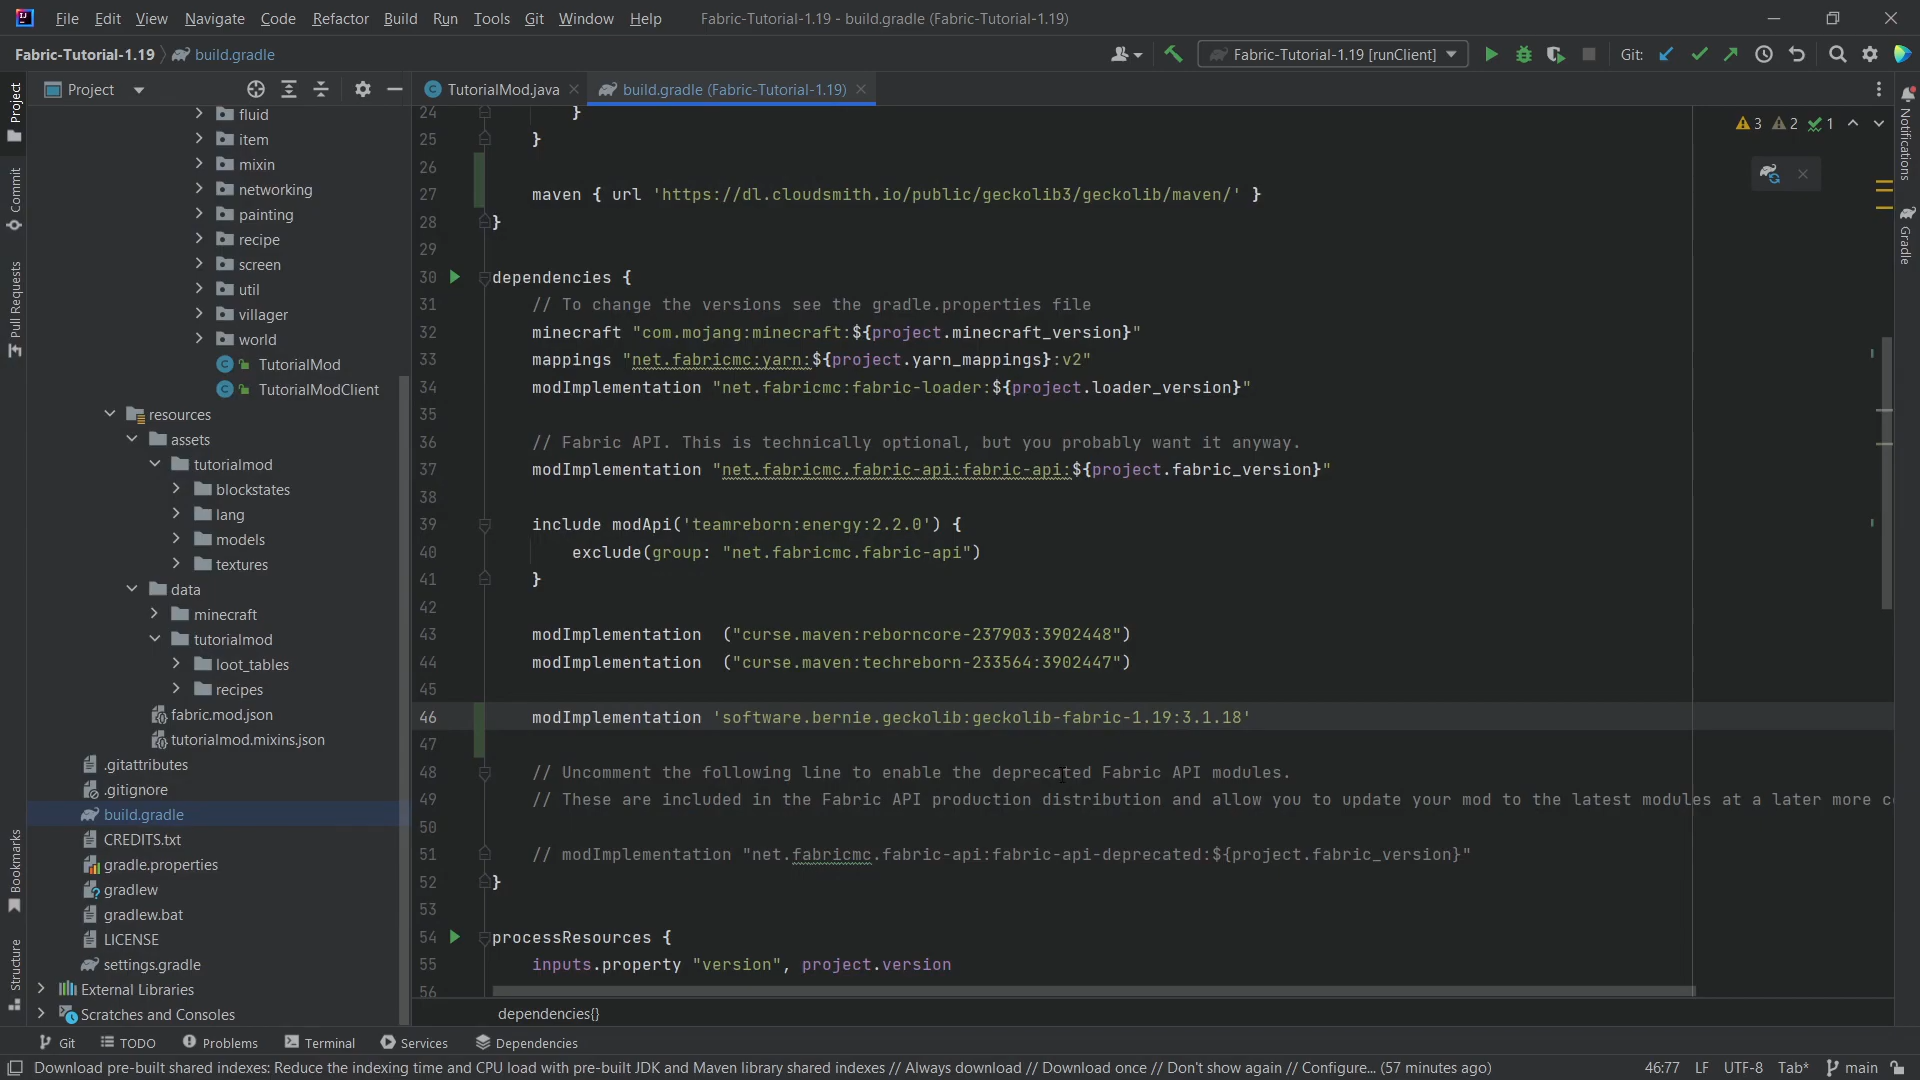 File Edit View Navigate Code Refactor Build Run Tools Git Window Help Fabric-Tutorial-1.19 - build.gradle (Fabric-Tutorial-1.19)
Fabric-Tutorial-1.19 build.gradle Fabric-Tutorial-1.19 [runClient] Git:
Project
TutorialMod.java
build.gradle (Fabric-Tutorial-1.19)
3 2 1
Project
Commit
Pull Requests
Bookmarks
Structure
fluid
item
mixin
networking
painting
recipe
screen
util
villager
world
TutorialMod
TutorialModClient
resources
assets
tutorialmod
blockstates
lang
models
textures
data
minecraft
tutorialmod
loot_tables
recipes
fabric.mod.json
tutorialmod.mixins.json
.gitattributes
.gitignore
build.gradle
CREDITS.txt
gradle.properties
gradlew
gradlew.bat
LICENSE
settings.gradle
External Libraries
Scratches and Consoles
24 }
25 }
26
27 maven { url 'https://dl.cloudsmith.io/public/geckolib3/geckolib/maven/' }
28 }
29
30 dependencies {
31 // To change the versions see the gradle.properties file
32 minecraft "com.mojang:minecraft:${project.minecraft_version}"
33 mappings "net.fabricmc:yarn:${project.yarn_mappings}:v2"
34 modImplementation "net.fabricmc:fabric-loader:${project.loader_version}"
35
36 // Fabric API. This is technically optional, but you probably want it anyway.
37 modImplementation "net.fabricmc.fabric-api:fabric-api:${project.fabric_version}"
38
39 include modApi('teamreborn:energy:2.2.0') {
40 exclude(group: "net.fabricmc.fabric-api")
41 }
42
43 modImplementation ("curse.maven:reborncore-237903:3902448")
44 modImplementation ("curse.maven:techreborn-233564:3902447")
45
46 modImplementation 'software.bernie.geckolib:geckolib-fabric-1.19:3.1.18'
47
48 // Uncomment the following line to enable the deprecated Fabric API modules.
49 // These are included in the Fabric API production distribution and allow you to update your mod to the latest modules at a later more c
50
51 // modImplementation "net.fabricmc.fabric-api:fabric-api-deprecated:${project.fabric_version}"
52 }
53
54 processResources {
55 inputs.property "version", project.version
56
dependencies{}
Notifications
Gradle
Git TODO Problems Terminal Services Dependencies
Download pre-built shared indexes: Reduce the indexing time and CPU load with pre-built JDK and Maven library shared indexes // Always download // Download once // Don't show again // Configure... (57 minutes ago) 46:77 LF UTF-8 Tab* main